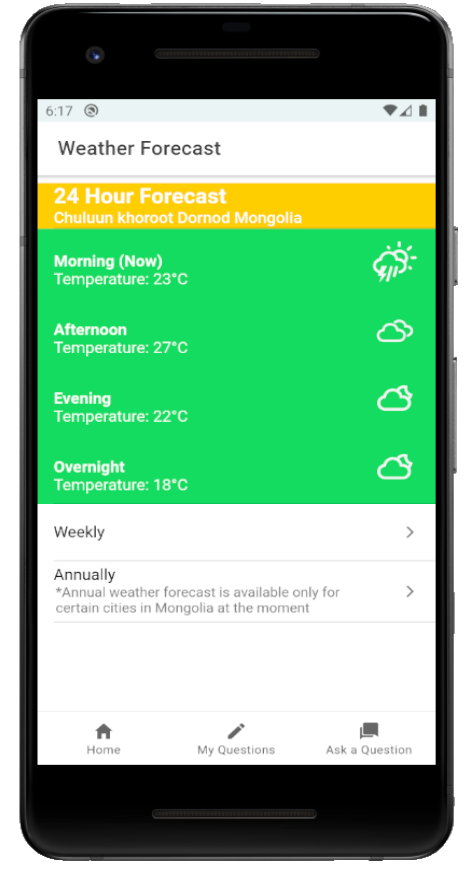 6:17
Weather Forecast
24 Hour Forecast
Chuluun khoroot Dornod Mongolia
Morning (Now)
Temperature: 23°C
Afternoon
Temperature: 27°C
Evening
Temperature: 22°C
Overnight
Temperature: 18°C
Weekly
Annually
*Annual weather forecast is available only for
certain cities in Mongolia at the moment
Home
My Questions
Ask a Question